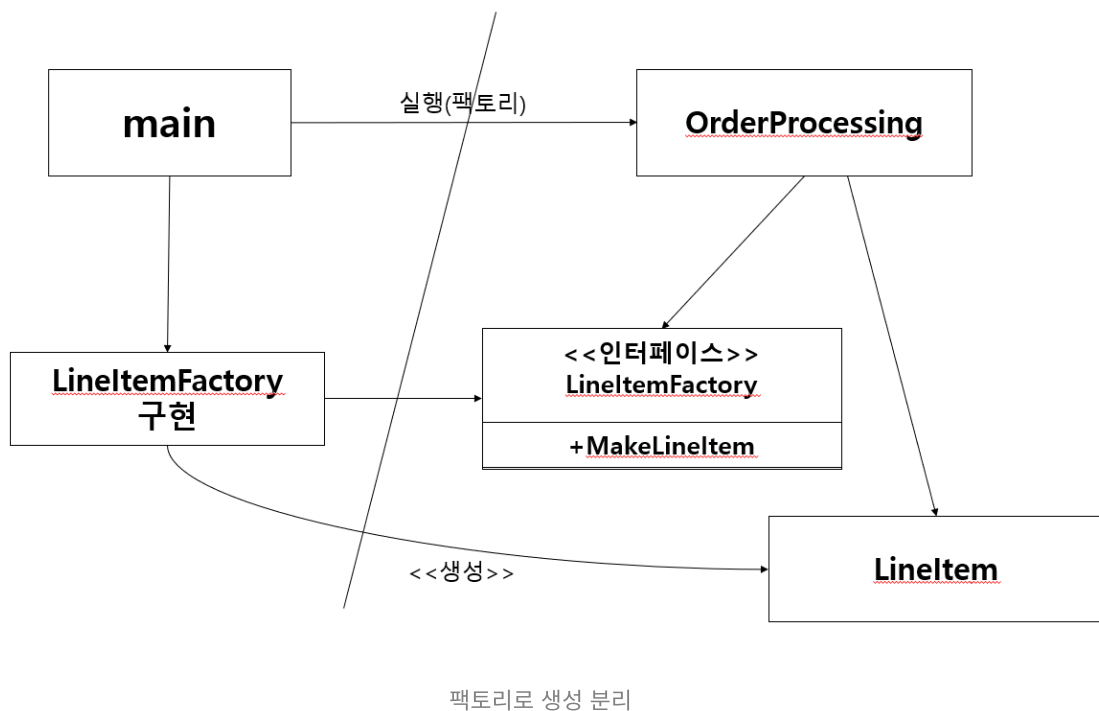 main
실행(팩토리)
OrderProcessing
LineItemFactory
구현
<<인터페이스>>
LineItemFactory
+MakeLineItem
<<생성>>
LineItem
팩토리로 생성 분리